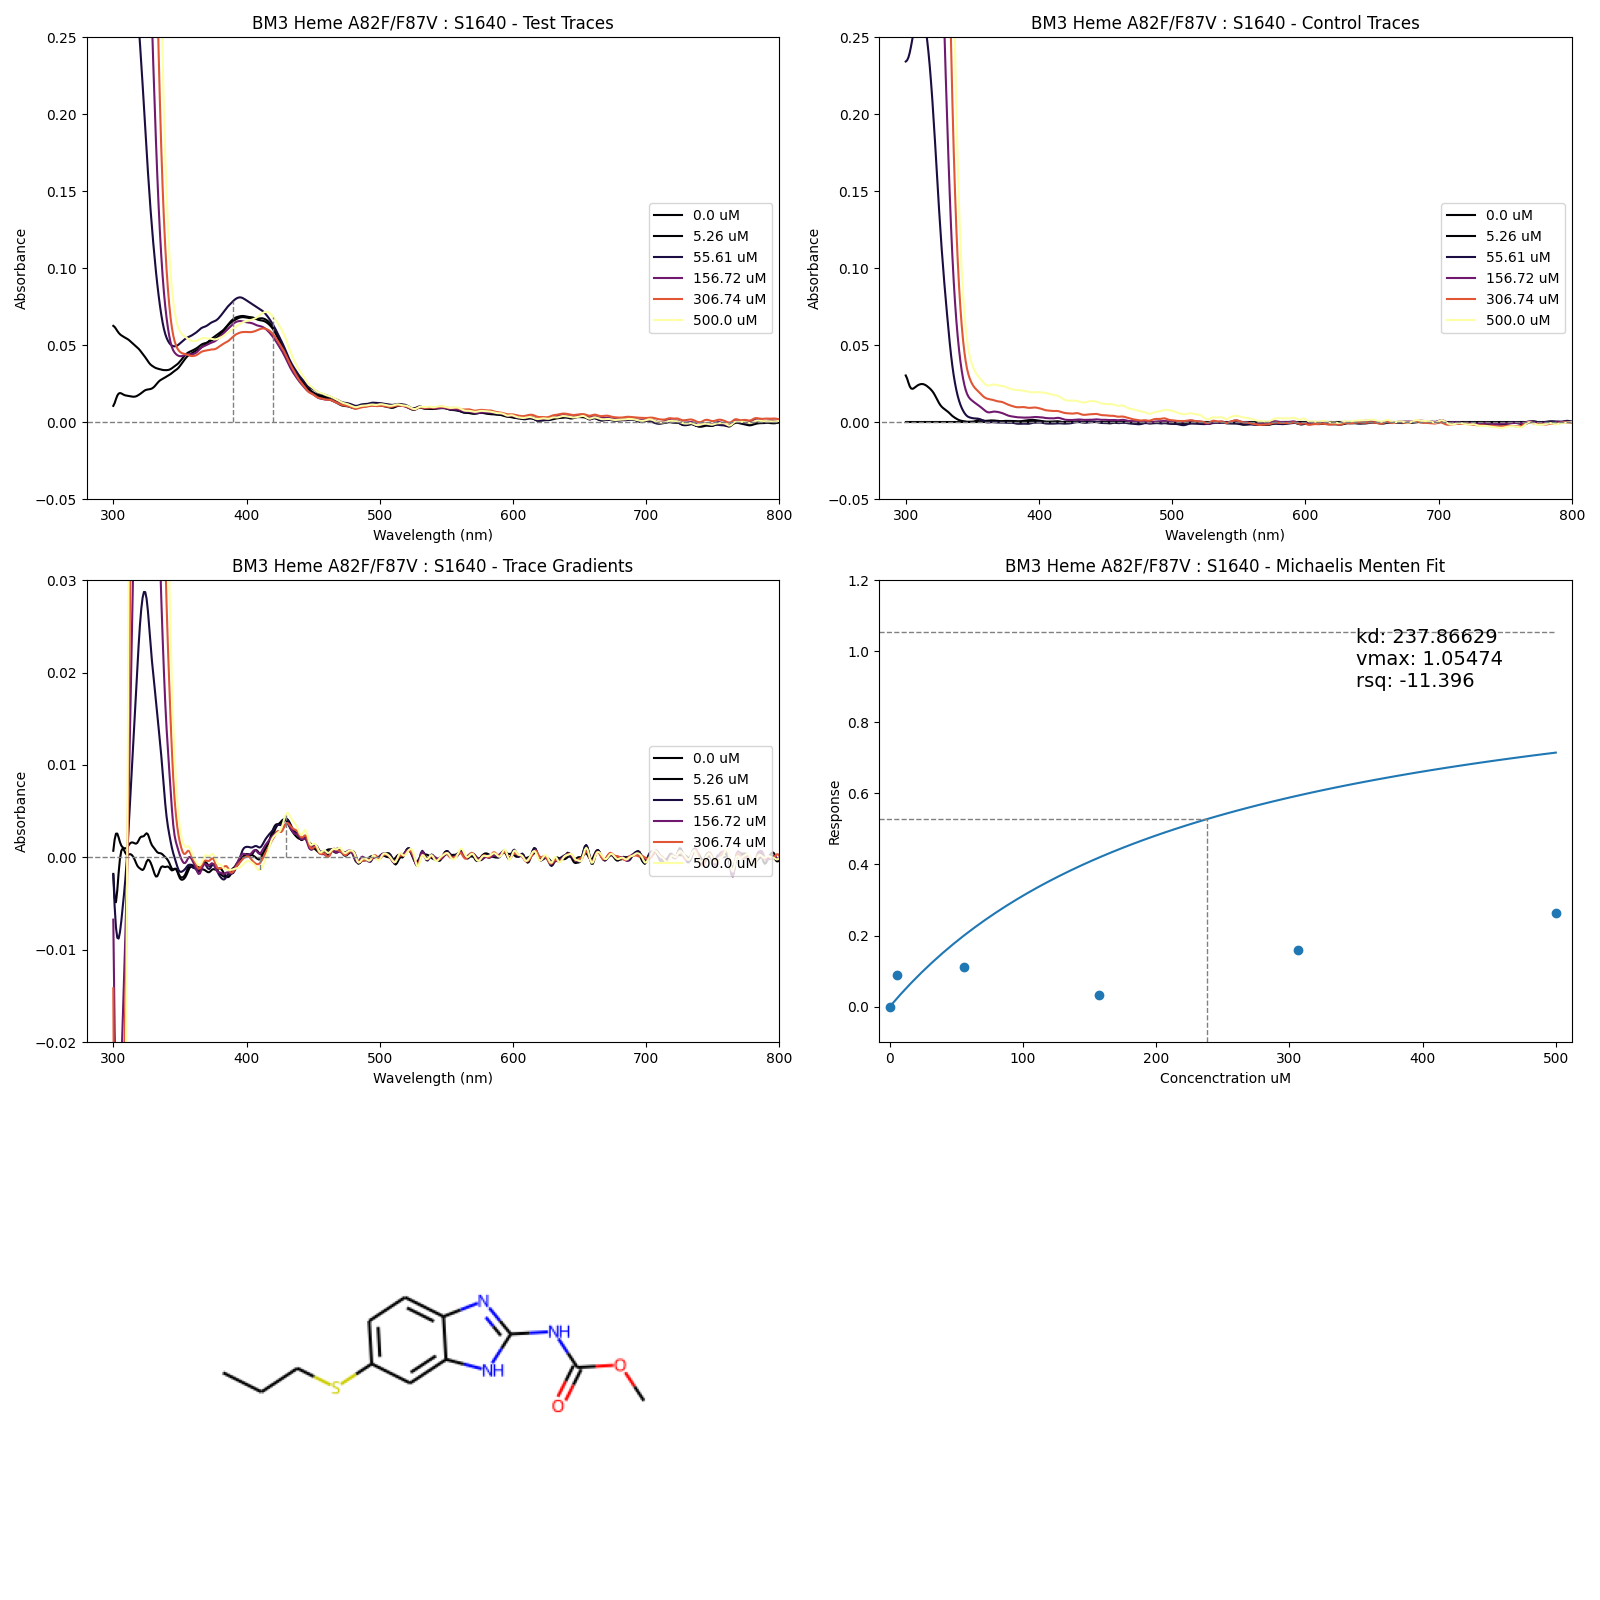 BM3 Heme A82F/F87V : S1640 - Test Traces
0.25
0.20
0.15
0.10
0.05
0.00
−0.05
Absorbance
0.0 uM
5.26 uM
55.61 uM
156.72 uM
306.74 uM
500.0 uM
300 400 500 600 700 800
Wavelength (nm)
BM3 Heme A82F/F87V : S1640 - Control Traces
0.25
0.20
0.15
0.10
0.05
0.00
−0.05
Absorbance
0.0 uM
5.26 uM
55.61 uM
156.72 uM
306.74 uM
500.0 uM
300 400 500 600 700 800
Wavelength (nm)
BM3 Heme A82F/F87V : S1640 - Trace Gradients
0.03
0.02
0.01
0.00
−0.01
−0.02
Absorbance
0.0 uM
5.26 uM
55.61 uM
156.72 uM
306.74 uM
500.0 uM
300 400 500 600 700 800
Wavelength (nm)
BM3 Heme A82F/F87V : S1640 - Michaelis Menten Fit
1.2
1.0
0.8
0.6
0.4
0.2
0.0
Response
kd: 237.86629
vmax: 1.05474
rsq: -11.396
0 100 200 300 400 500
Concenctration uM
N
NH
NH
O
O
S